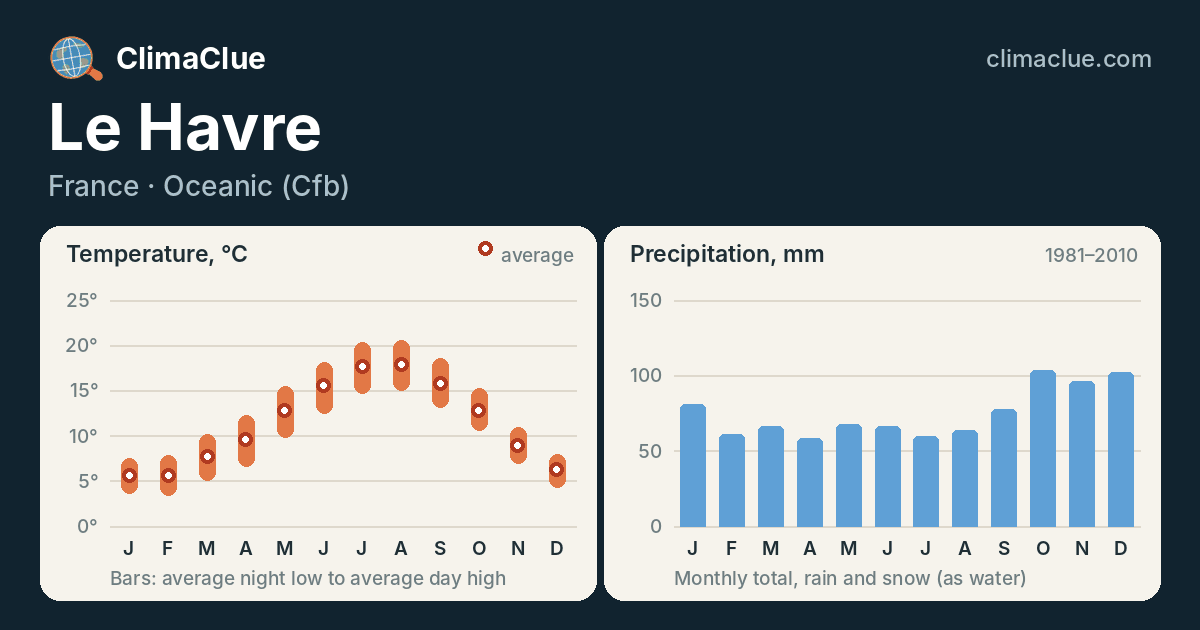 ClimaClue
climaclue.com
Le Havre
France · Oceanic (Cfb)
Temperature, °C
average
25°
20°
15°
10°
5°
0°
J F M A M J J A S O N D
Bars: average night low to average day high
Precipitation, mm
1981–2010
150
100
50
0
J F M A M J J A S O N D
Monthly total, rain and snow (as water)